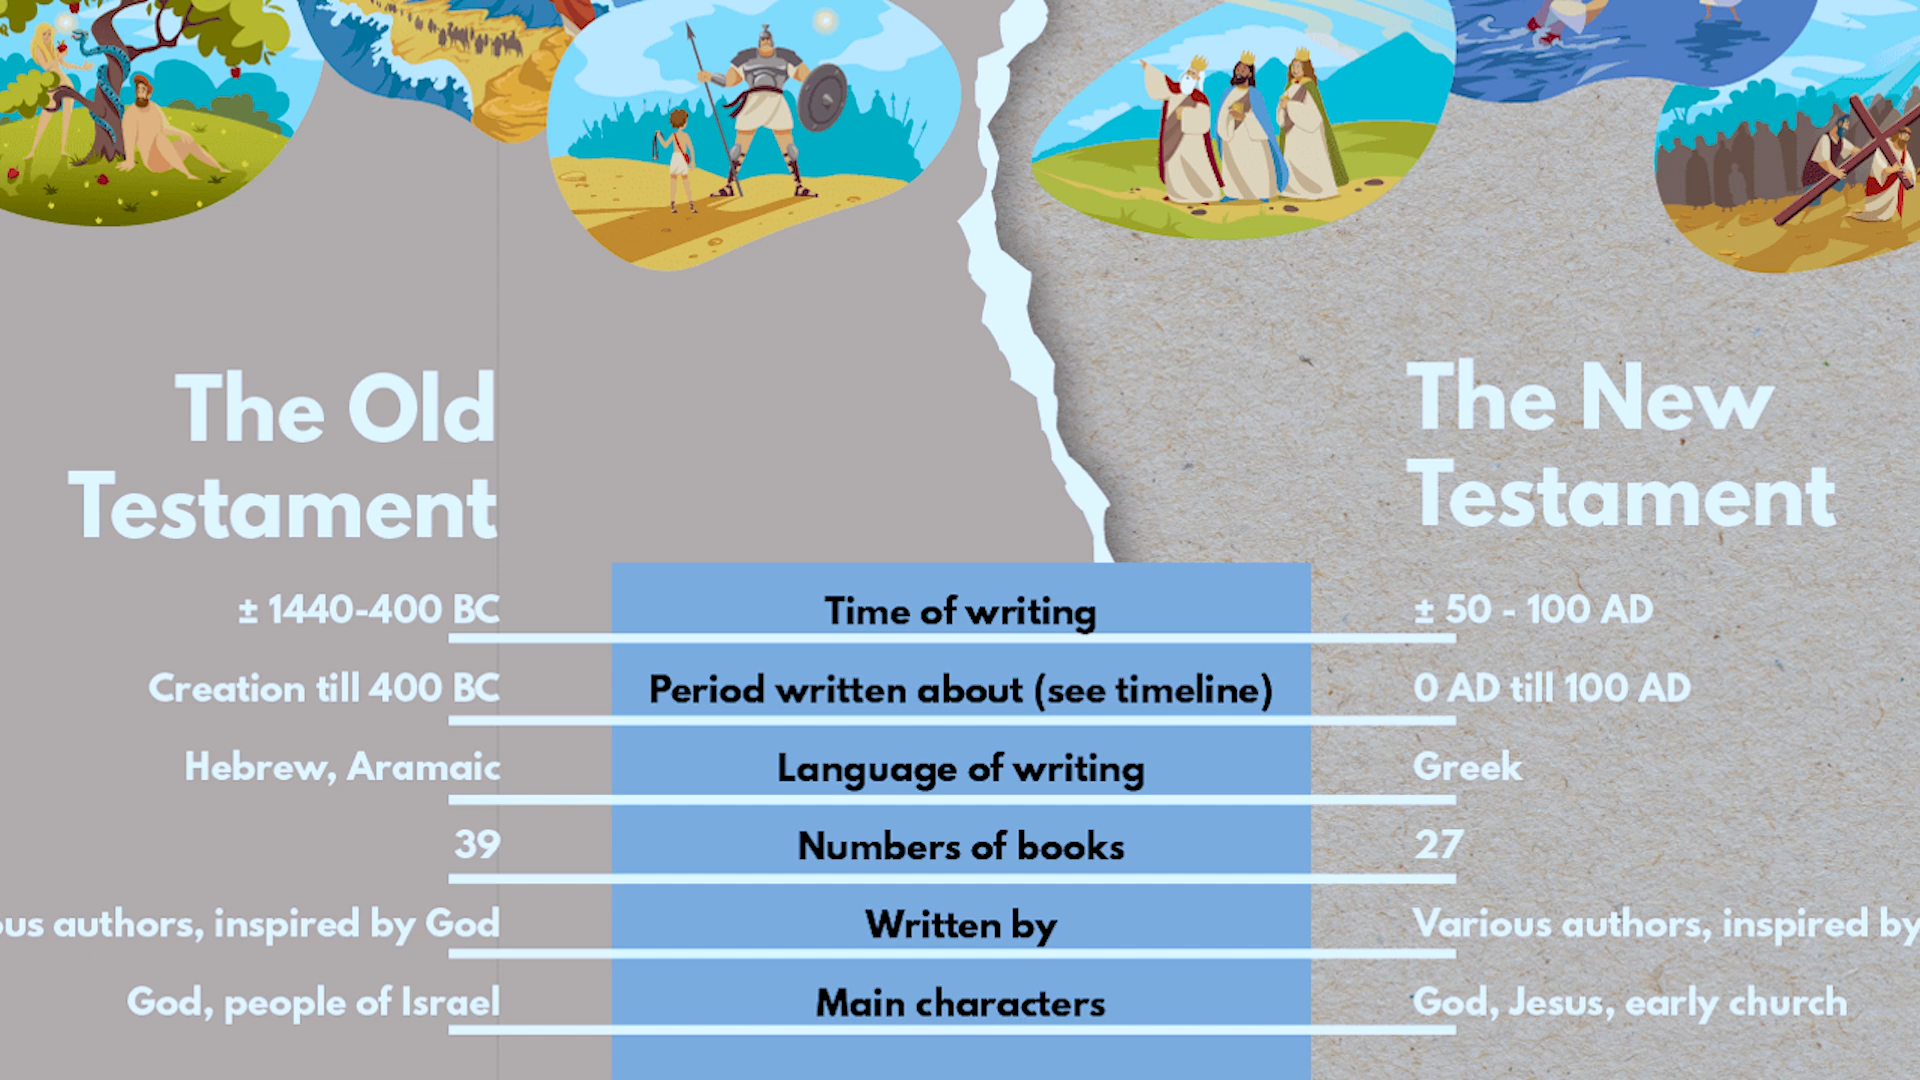 The Old
Testament
The New
Testament
± 1440-400 BC
Time of writing
± 50 - 100 AD
Creation till 400 BC
Period written about (see timeline)
0 AD till 100 AD
Hebrew, Aramaic
Language of writing
Greek
39
Numbers of books
27
authors, inspired by God
Written by
Various authors, inspired by
God, people of Israel
Main characters
God, Jesus, early church